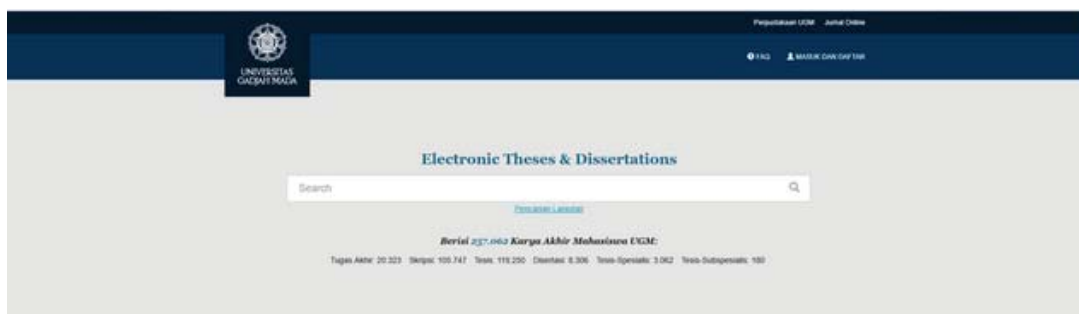 Perpustakaan UGM Jurnal Online
FAQ MASUK DAN DAFTAR
UNIVERSITAS
GADJAH MADA
Electronic Theses & Dissertations
Search
Pencarian Lanjutan
Berisi 237.062 Karya Akhir Mahasiswa UGM:
Tugas Akhir: 20.323 Skripsi: 105.747 Tesis: 119.250 Disertasi: 8.306 Tesis-Spesialis: 3.062 Tesis-Subspesialis: 160